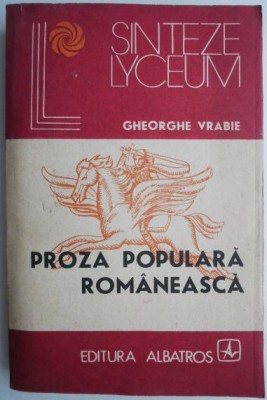 SINTEZE
LYCEUM
GHEORGHE VRABIE
PROZA POPULARĂ
ROMÂNEASCĂ
EDITURA ALBATROS